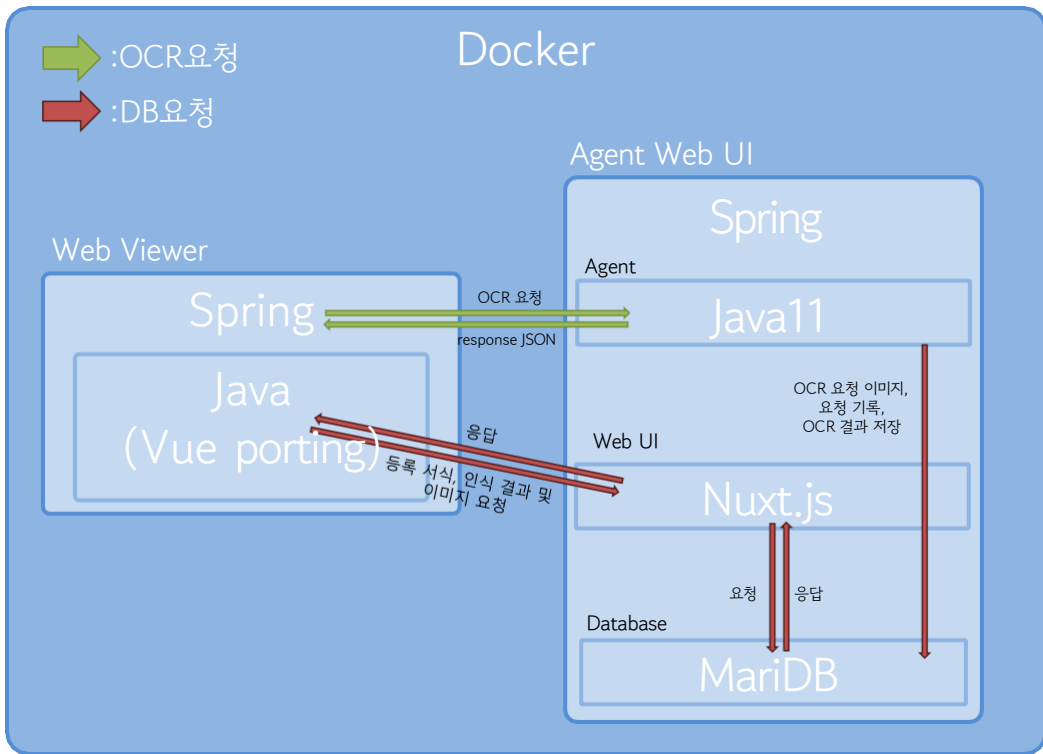 Docker
:OCR요청
:DB요청
Agent Web UI
Spring
Web Viewer
Agent
Spring
OCR 요청
Java11
response JSON
Java
(Vue porting)
OCR 요청 이미지,
요청 기록,
OCR 결과 저장
응답
Web UI
등록 서식, 인식 결과 및
이미지 요청
Nuxt.js
요청
응답
Database
MariDB